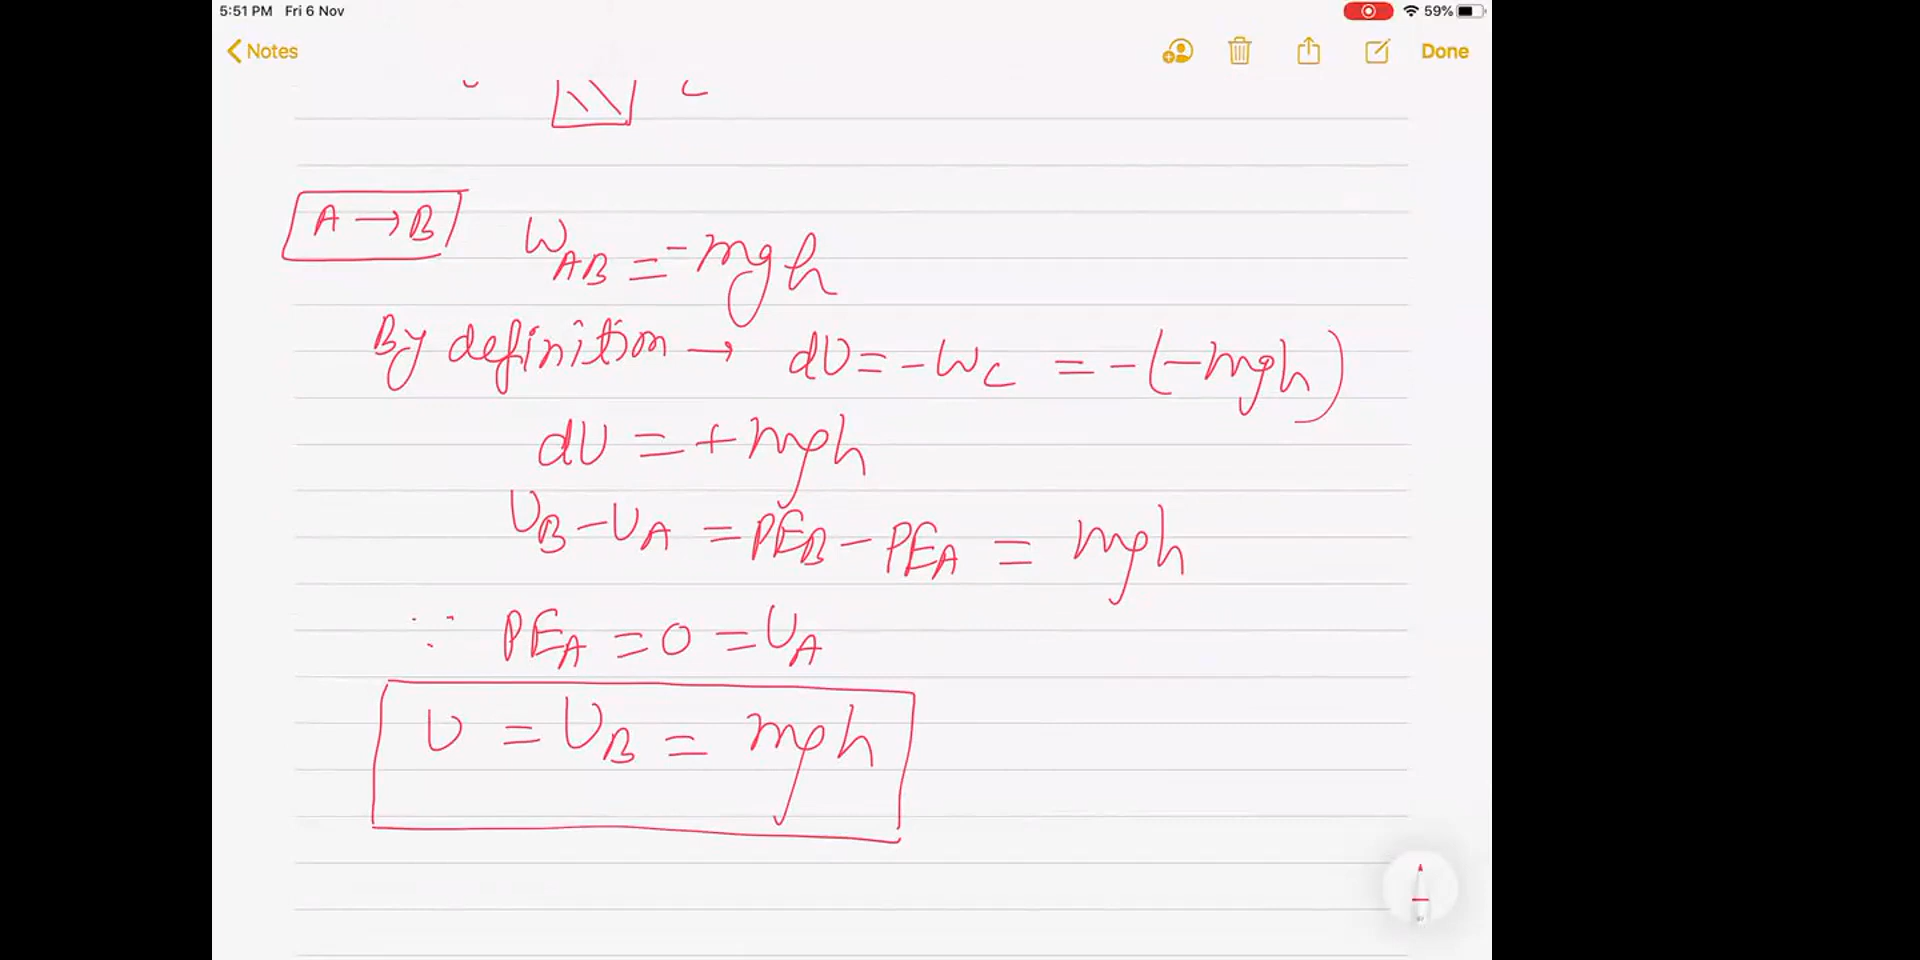 5:51 PM Fri 6 Nov 59%
Notes Done
A → B W_AB = -mgh
By definition → dU = -W_C = -(-mgh)
dU = +mgh
U_B - U_A = PE_B - PE_A = mgh
∵ PE_A = 0 = U_A
U = U_B = mgh